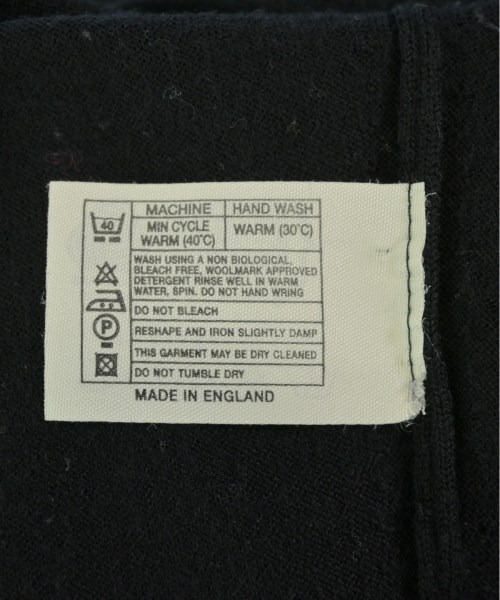 MACHINE HAND WASH
40 MIN CYCLE WARM (30°C)
WARM (40°C)
WASH USING A NON BIOLOGICAL,
BLEACH FREE, WOOLMARK APPROVED
DETERGENT RINSE WELL IN WARM
WATER, SPIN. DO NOT HAND WRING
DO NOT BLEACH
P RESHAPE AND IRON SLIGHTLY DAMP
THIS GARMENT MAY BE DRY CLEANED
DO NOT TUMBLE DRY
MADE IN ENGLAND